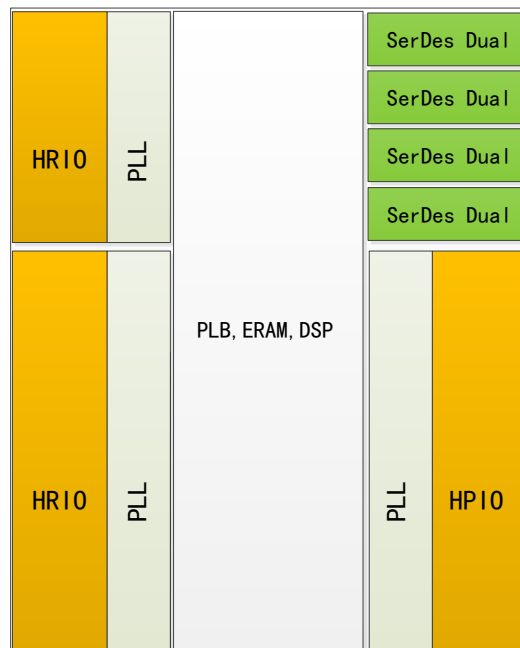 HRIO
PLL
SerDes Dual
SerDes Dual
SerDes Dual
SerDes Dual
PLB, ERAM, DSP
HRIO
PLL
PLL
HPIO